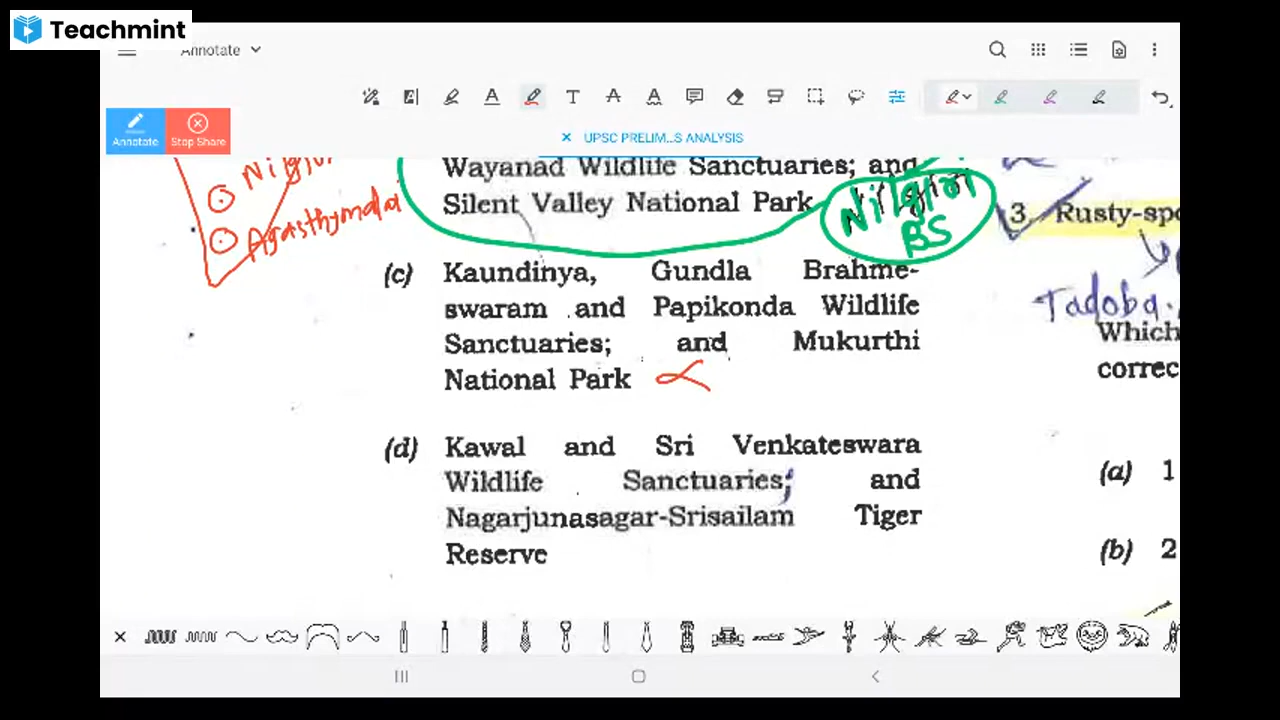 Teachmint
Annotate
Annotate
Stop Share
UPSC PRELIM...S ANALYSIS
Agasthymalai
Wayanad Wildlife Sanctuaries; and
Silent Valley National Park
Nilgiri
BS
(c) Kaundinya, Gundla Brahme-
swaram and Papikonda Wildlife
Sanctuaries; and Mukurthi
National Park
(d) Kawal and Sri Venkateswara
Wildlife Sanctuaries; and
Nagarjunasagar-Srisailam Tiger
Reserve
3. Rusty-spo
Tadoba.
Which
correc
(a) 1
(b) 2